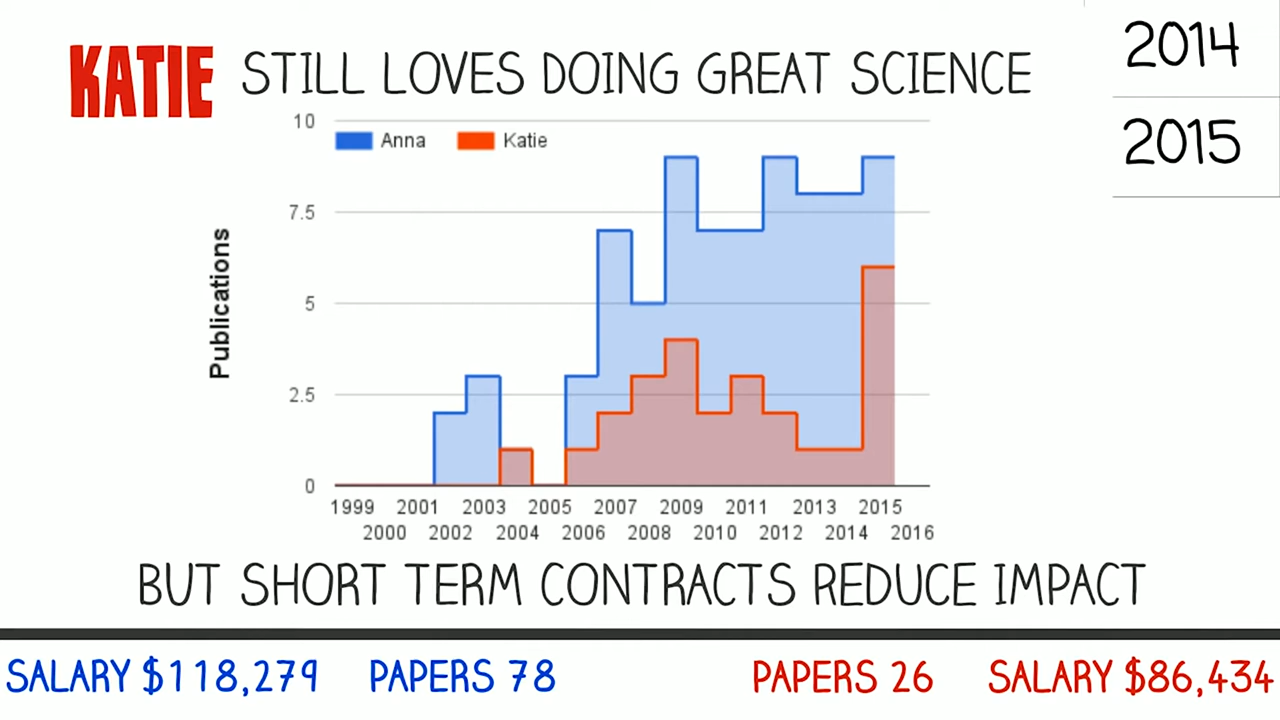 KATIE STILL LOVES DOING GREAT SCIENCE
2014
2015
10
Anna Katie
7.5
Publications
5
2.5
0
1999 2001 2003 2005 2007 2009 2011 2013 2015
2000 2002 2004 2006 2008 2010 2012 2014 2016
BUT SHORT TERM CONTRACTS REDUCE IMPACT
SALARY $118,279 PAPERS 78 PAPERS 26 SALARY $86,434